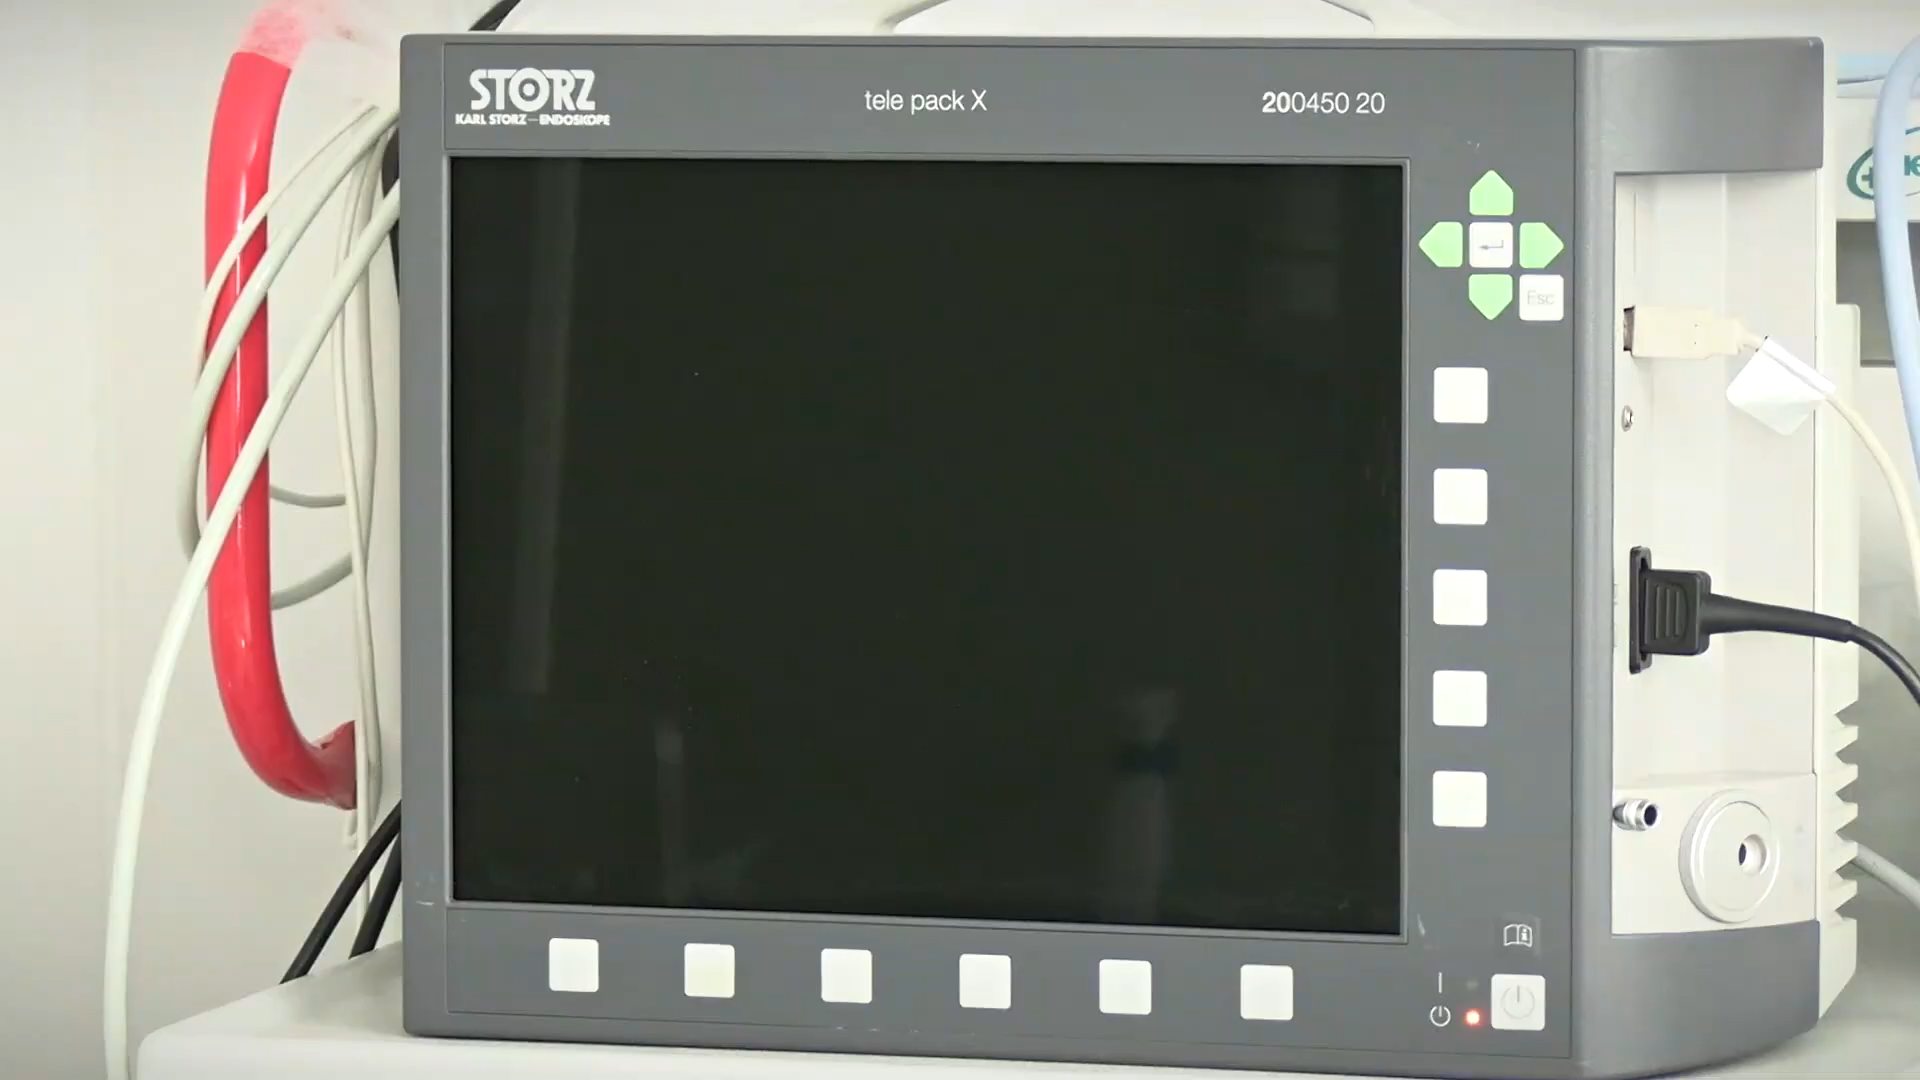 STORZ
KARL STORZ—ENDOSKOPE
tele pack X
200450 20
Esc